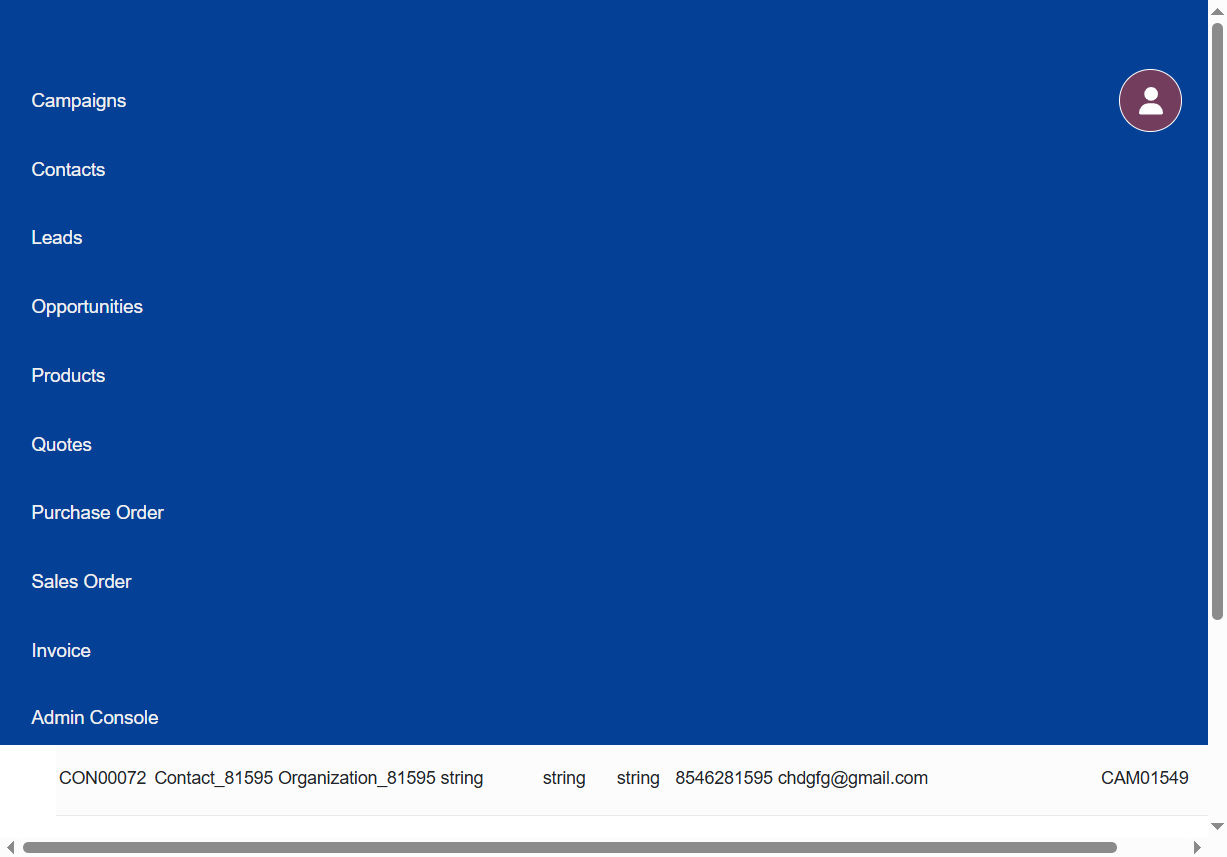 Campaigns
Contacts
Leads
Opportunities
Products
Quotes
Purchase Order
Sales Order
Invoice
Admin Console
CON00072 Contact_81595 Organization_81595 string string string 8546281595 chdgfg@gmail.com CAM01549